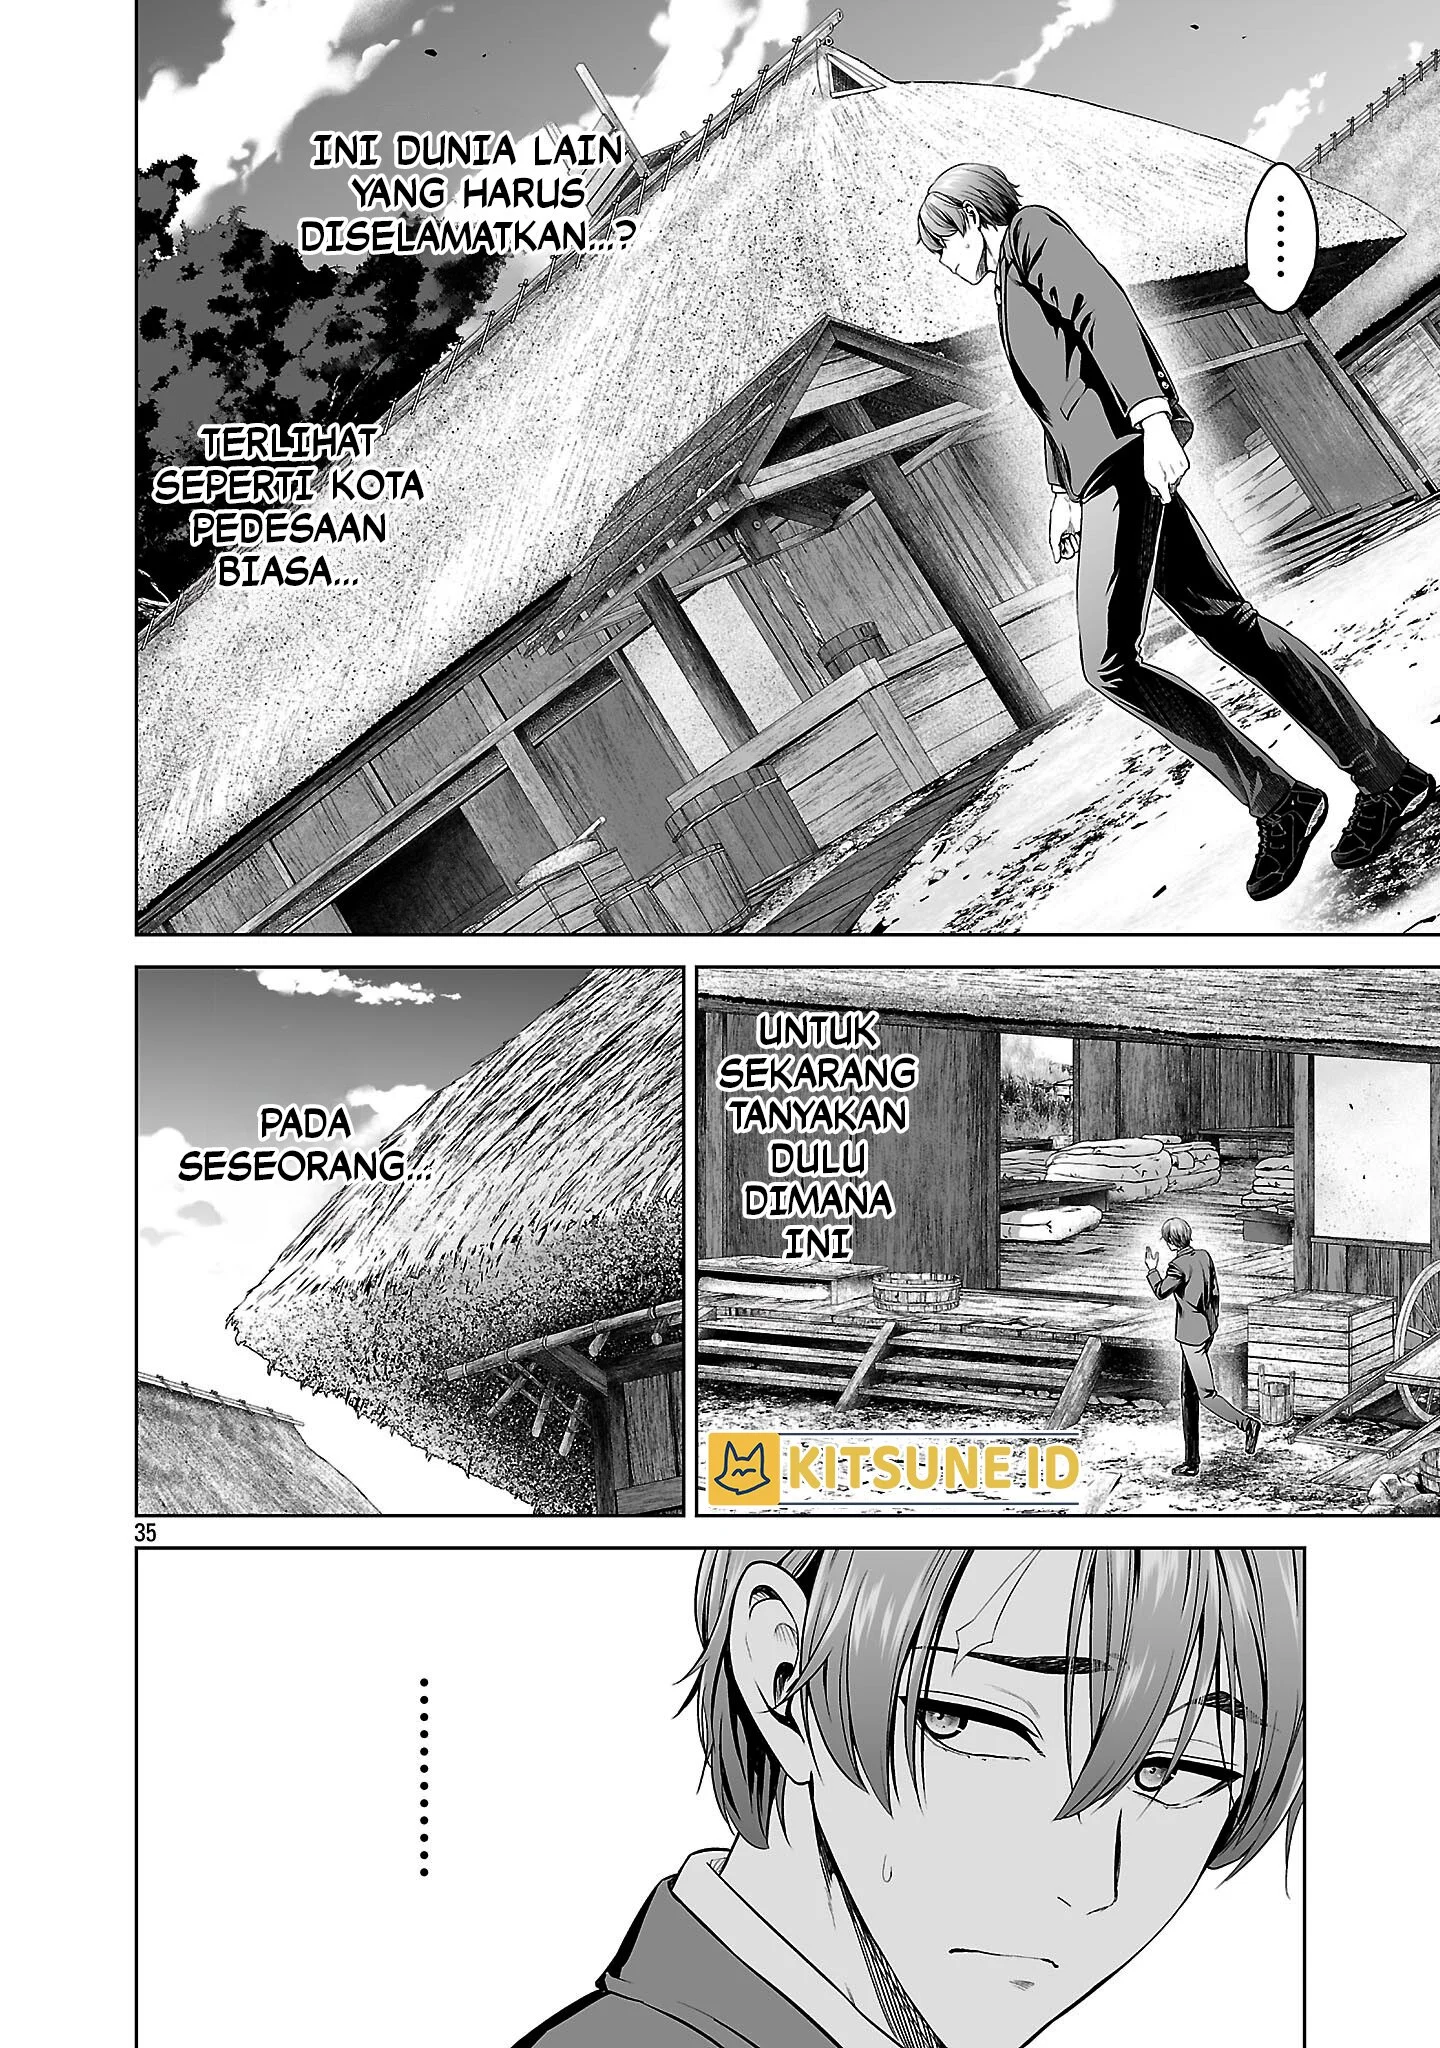 INI DUNIA LAIN
YANG HARUS
DISELAMATKAN...?
TERLIHAT
SEPERTI KOTA
PEDESAAN
BIASA...
UNTUK
SEKARANG
TANYAKAN
DULU
DIMANA
INI
PADA
SESEORANG...
KITSUNE ID
35